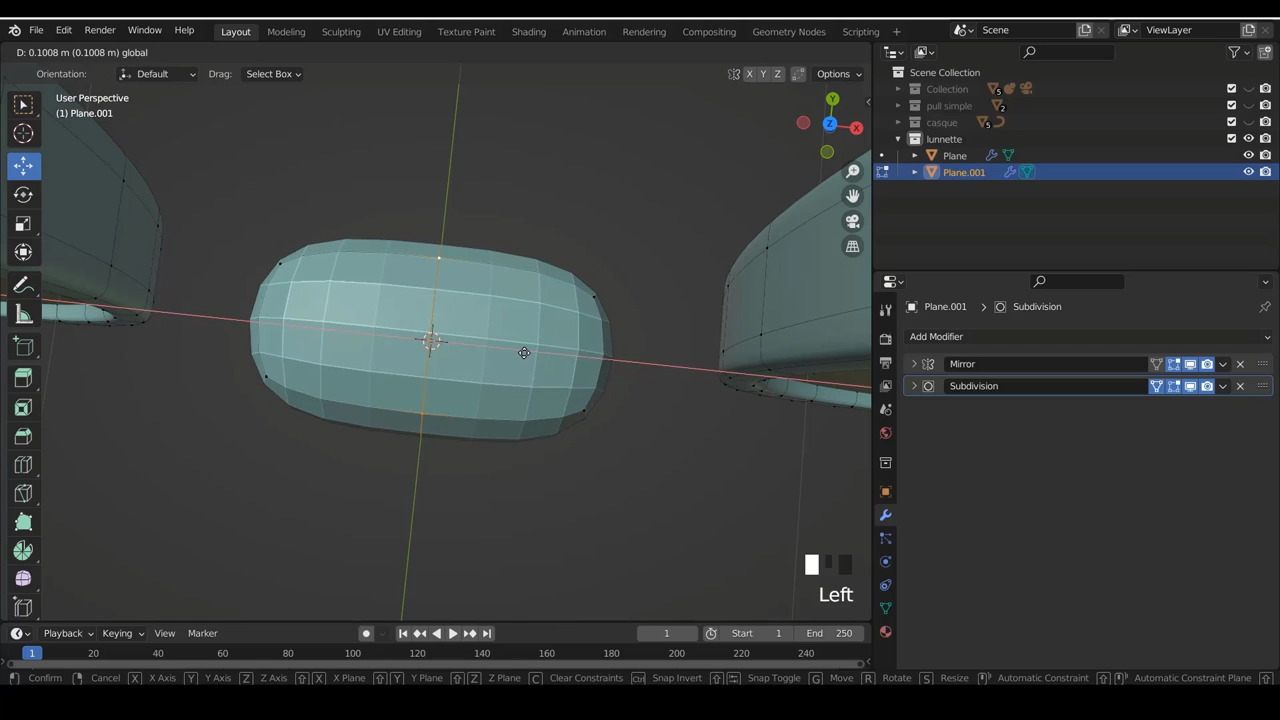 File Edit Render Window Help Layout Modeling Sculpting UV Editing Texture Paint Shading Animation Rendering Compositing Geometry Nodes Scripting + Scene ViewLayer
D: 0.1008 m (0.1008 m) global
Orientation: Default Drag: Select Box X Y Z Options
User Perspective
(1) Plane.001
Y
X
Z
Scene Collection
Collection 5
pull simple 2
casque 5
lunnette
Plane
Plane.001
Plane.001 > Subdivision
Add Modifier
Mirror
Subdivision
Left
Playback Keying View Marker 1 Start 1 End 250
1 20 40 60 80 100 120 140 160 180 200 220 240
Confirm Cancel X X Axis Y Y Axis Z Z Axis X X Plane Y Y Plane Z Z Plane C Clear Constraints Ctrl Snap Invert Snap Toggle G Move R Rotate S Resize Automatic Constraint Automatic Constraint Plane